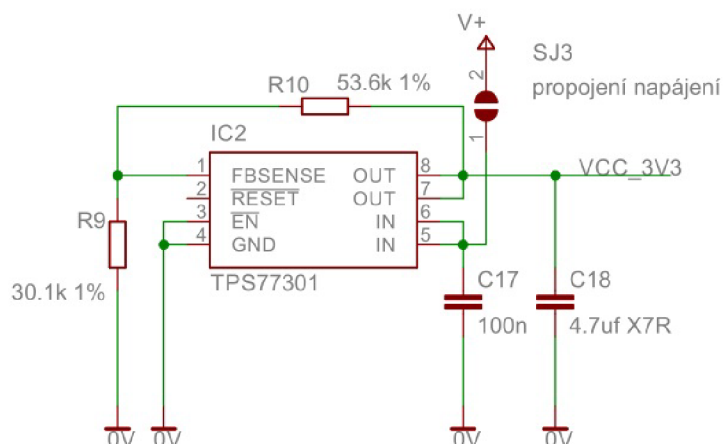 V+
SJ3
propojení napájení
2
1
R10
53.6k 1%
IC2
VCC_3V3
1 FBSENSE OUT 8
2 RESET OUT 7
3 EN IN 6
4 GND IN 5
TPS77301
R9
30.1k 1%
C17
100n
C18
4.7uf X7R
0V
0V
0V
0V